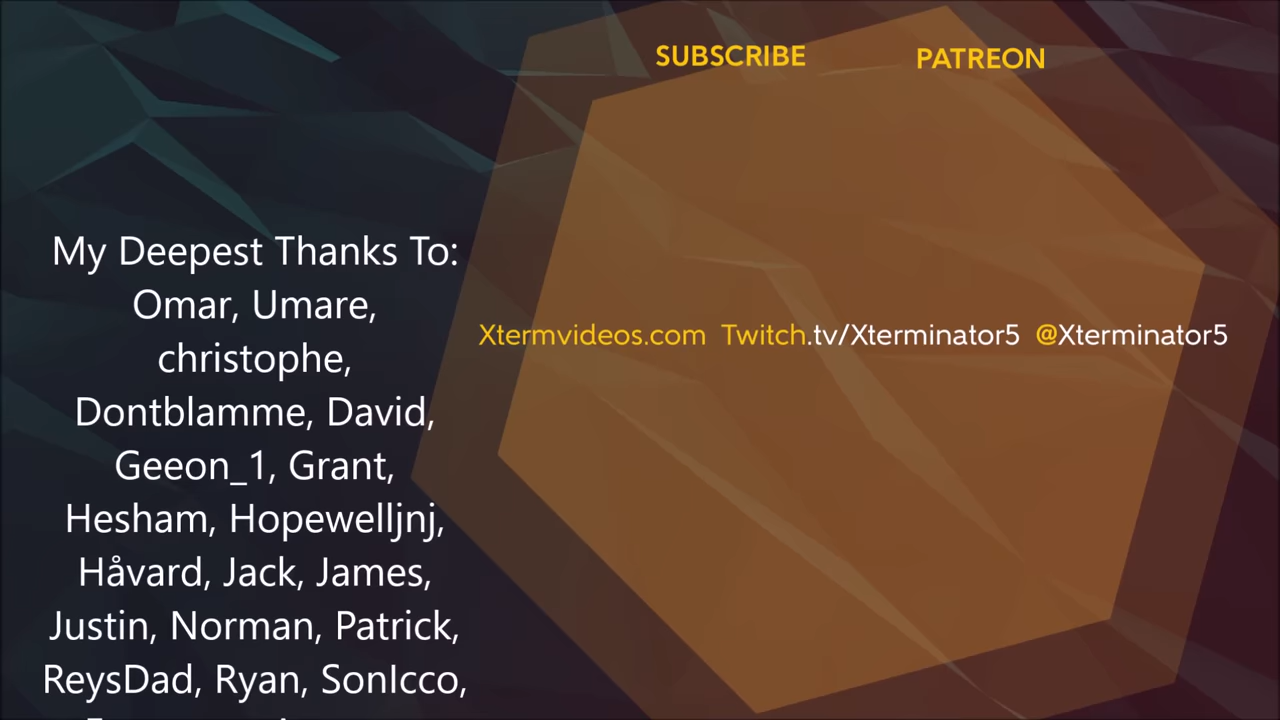 SUBSCRIBE PATREON
My Deepest Thanks To:
Omar, Umare,
christophe,
Dontblamme, David,
Geeon_1, Grant,
Hesham, Hopewelljnj,
Håvard, Jack, James,
Justin, Norman, Patrick,
ReysDad, Ryan, SonIcco,
Xtermvideos.com Twitch.tv/Xterminator5 @Xterminator5